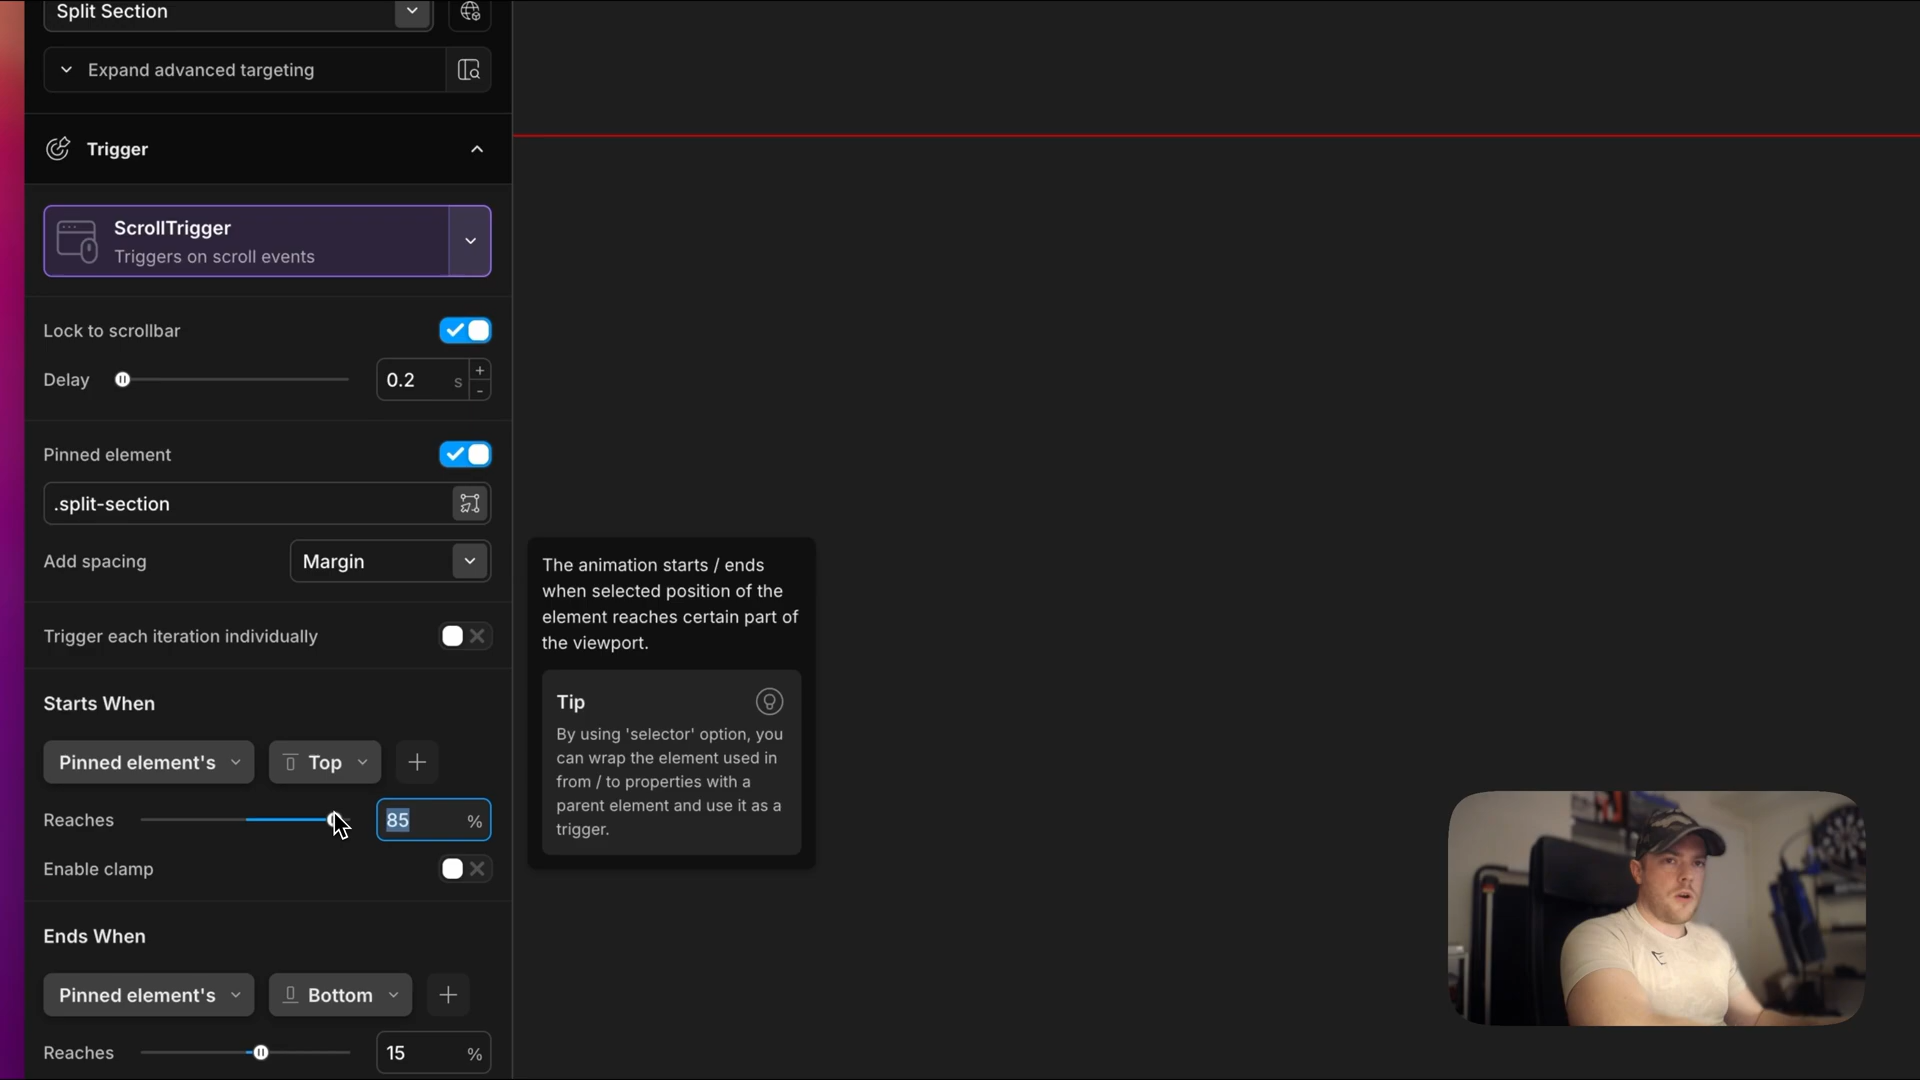 Split Section
Expand advanced targeting
Trigger
ScrollTrigger
Triggers on scroll events
Lock to scrollbar
Delay
0.2 s + -
Pinned element
.split-section
Add spacing
Margin
Trigger each iteration individually
Starts When
Pinned element's
Top
Reaches
85 %
Enable clamp
Ends When
Pinned element's
Bottom
Reaches
15 %
The animation starts / ends
when selected position of the
element reaches certain part of
the viewport.
Tip
By using 'selector' option, you
can wrap the element used in
from / to properties with a
parent element and use it as a
trigger.